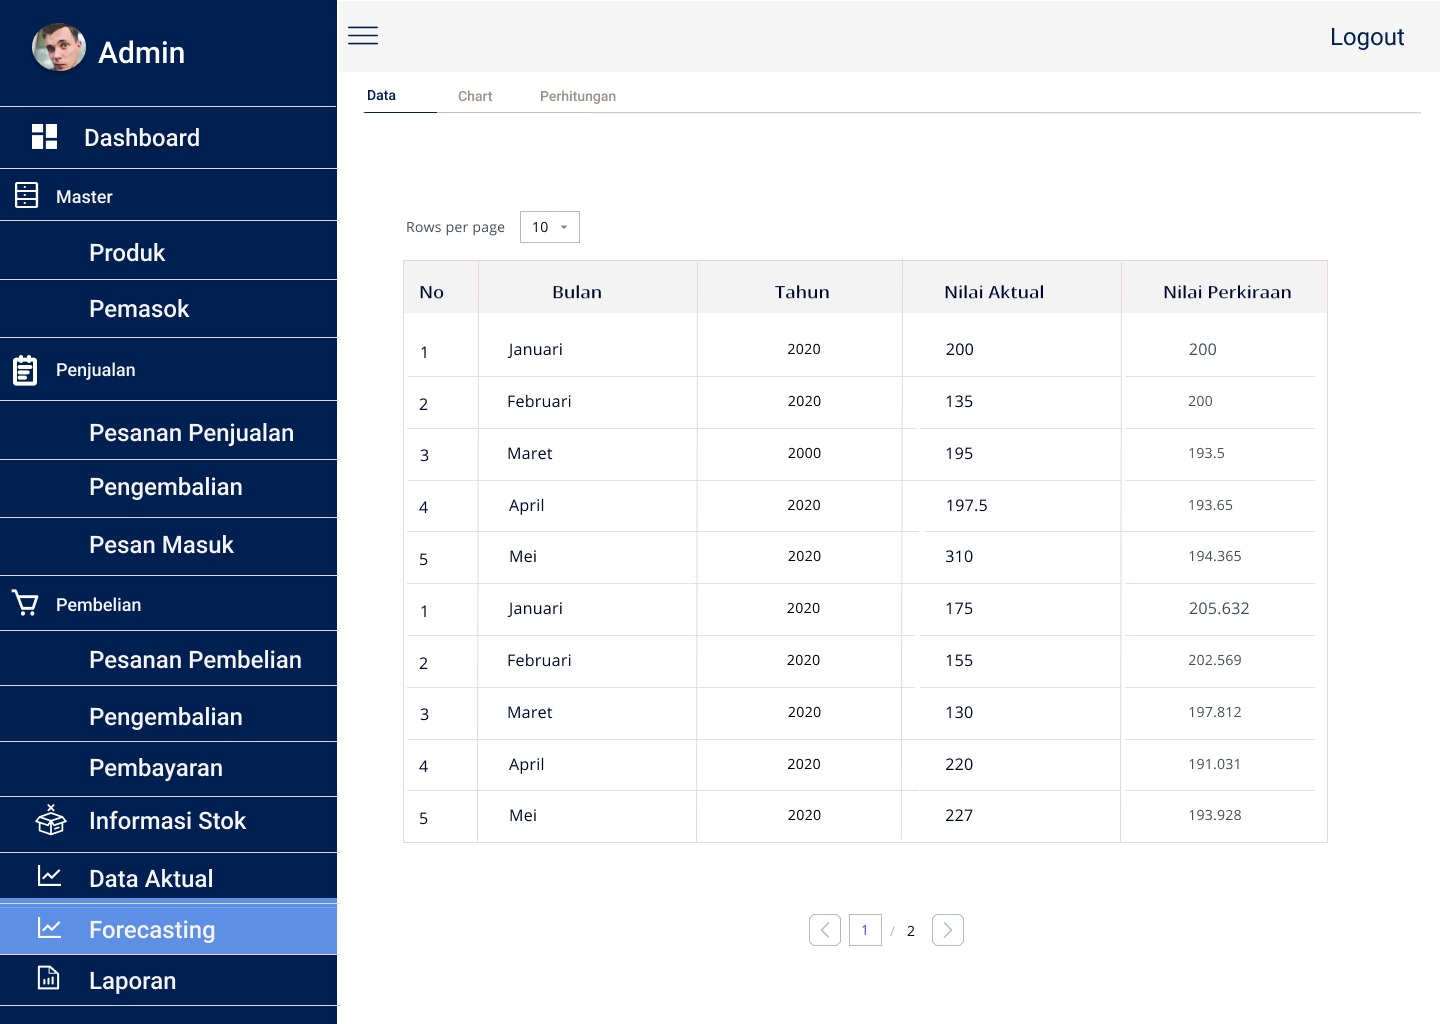 Admin
Logout
Dashboard
Master
Produk
Pemasok
Penjualan
Pesanan Penjualan
Pengembalian
Pesan Masuk
Pembelian
Pesanan Pembelian
Pengembalian
Pembayaran
Informasi Stok
Data Aktual
Forecasting
Laporan
Data Chart Perhitungan
Rows per page 10
No Bulan Tahun Nilai Aktual Nilai Perkiraan
1 Januari 2020 200 200
2 Februari 2020 135 200
3 Maret 2000 195 193.5
4 April 2020 197.5 193.65
5 Mei 2020 310 194.365
1 Januari 2020 175 205.632
2 Februari 2020 155 202.569
3 Maret 2020 130 197.812
4 April 2020 220 191.031
5 Mei 2020 227 193.928
1 / 2